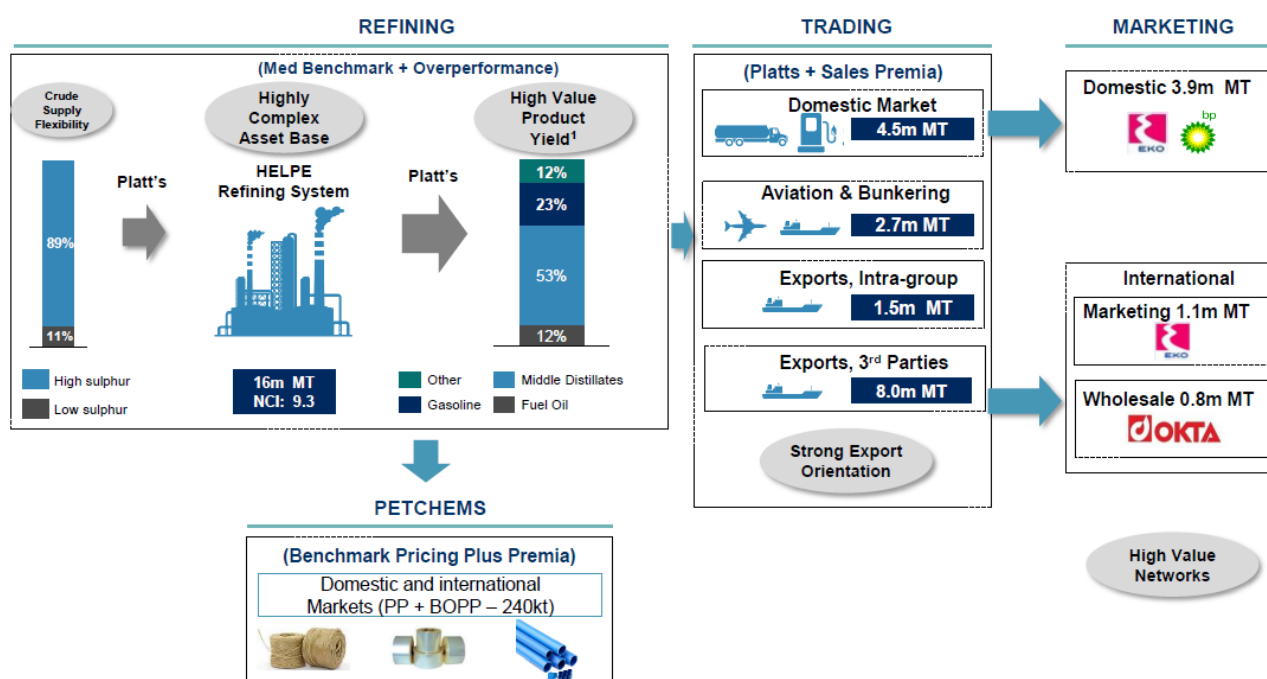 REFINING
(Med Benchmark + Overperformance)
Crude
Supply
Flexibility
Highly
Complex
Asset Base
High Value
Product
Yield¹
Platt's
HELPE
Refining System
Platt's
89%
11%
12%
23%
53%
12%
High sulphur
Low sulphur
16m MT
NCI: 9.3
Other
Middle Distillates
Gasoline
Fuel Oil
TRADING
(Platts + Sales Premia)
Domestic Market
4.5m MT
Aviation & Bunkering
2.7m MT
Exports, Intra-group
1.5m MT
Exports, 3rd Parties
8.0m MT
Strong Export
Orientation
MARKETING
Domestic 3.9m MT
EKO
bp
International
Marketing 1.1m MT
EKO
Wholesale 0.8m MT
OKTA
High Value
Networks
PETCHEMS
(Benchmark Pricing Plus Premia)
Domestic and international
Markets (PP + BOPP – 240kt)